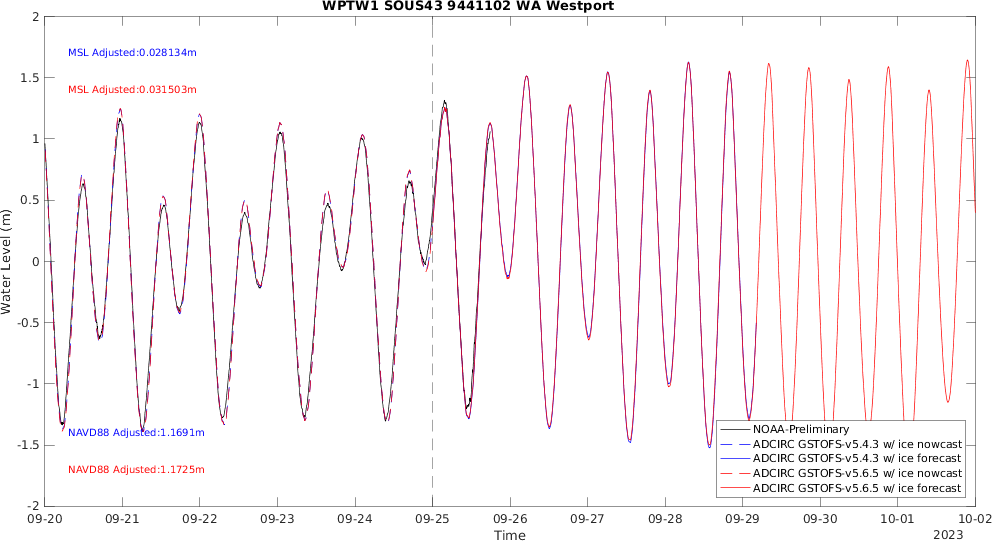 WPTW1 SOUS43 9441102 WA Westport
2
1.5
1
0.5
0
-0.5
-1
-1.5
-2
Water Level (m)
MSL Adjusted:0.028134m
MSL Adjusted:0.031503m
NAVD88 Adjusted:1.1691m
NAVD88 Adjusted:1.1725m
NOAA-Preliminary
ADCIRC GSTOFS-v5.4.3 w/ ice nowcast
ADCIRC GSTOFS-v5.4.3 w/ ice forecast
ADCIRC GSTOFS-v5.6.5 w/ ice nowcast
ADCIRC GSTOFS-v5.6.5 w/ ice forecast
09-20 09-21 09-22 09-23 09-24 09-25 09-26 09-27 09-28 09-29 09-30 10-01 10-02
Time
2023